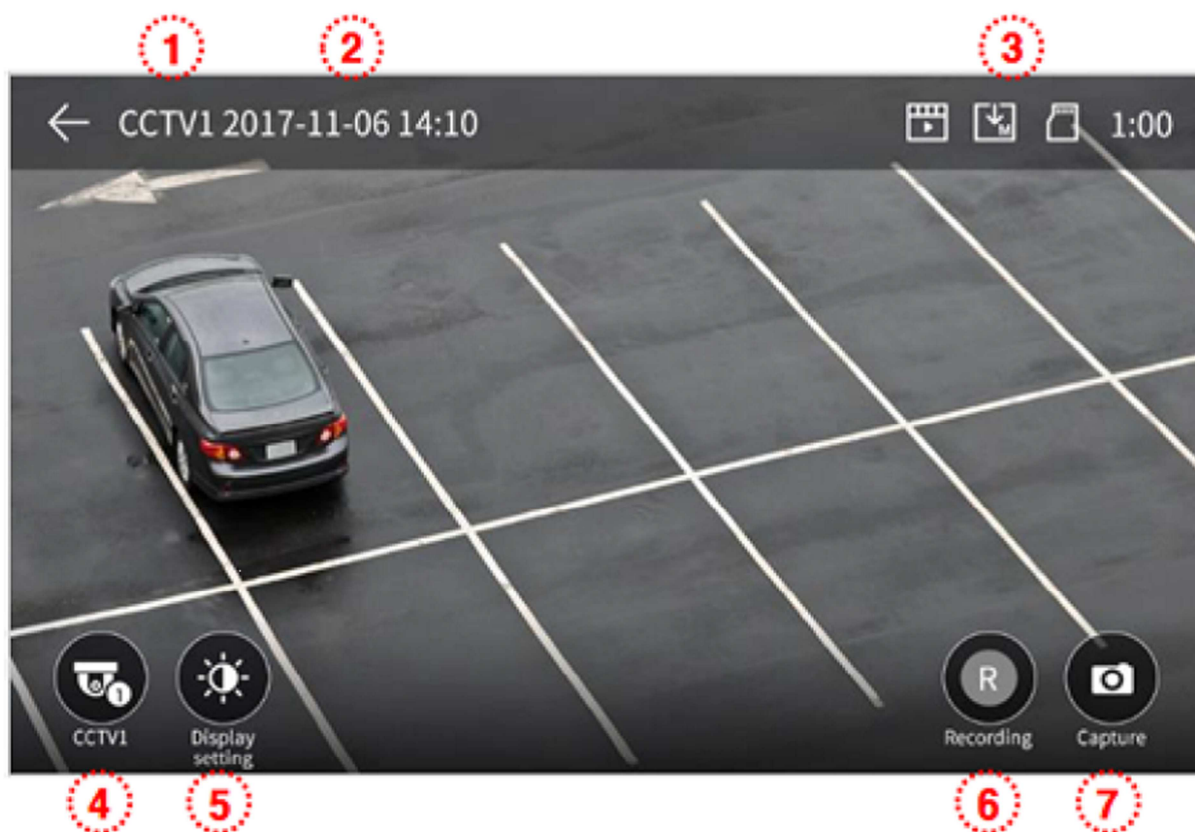 1 2 3
CCTV1 2017-11-06 14:10 M 1:00
1 R
CCTV1 Display setting Recording Capture
4 5 6 7